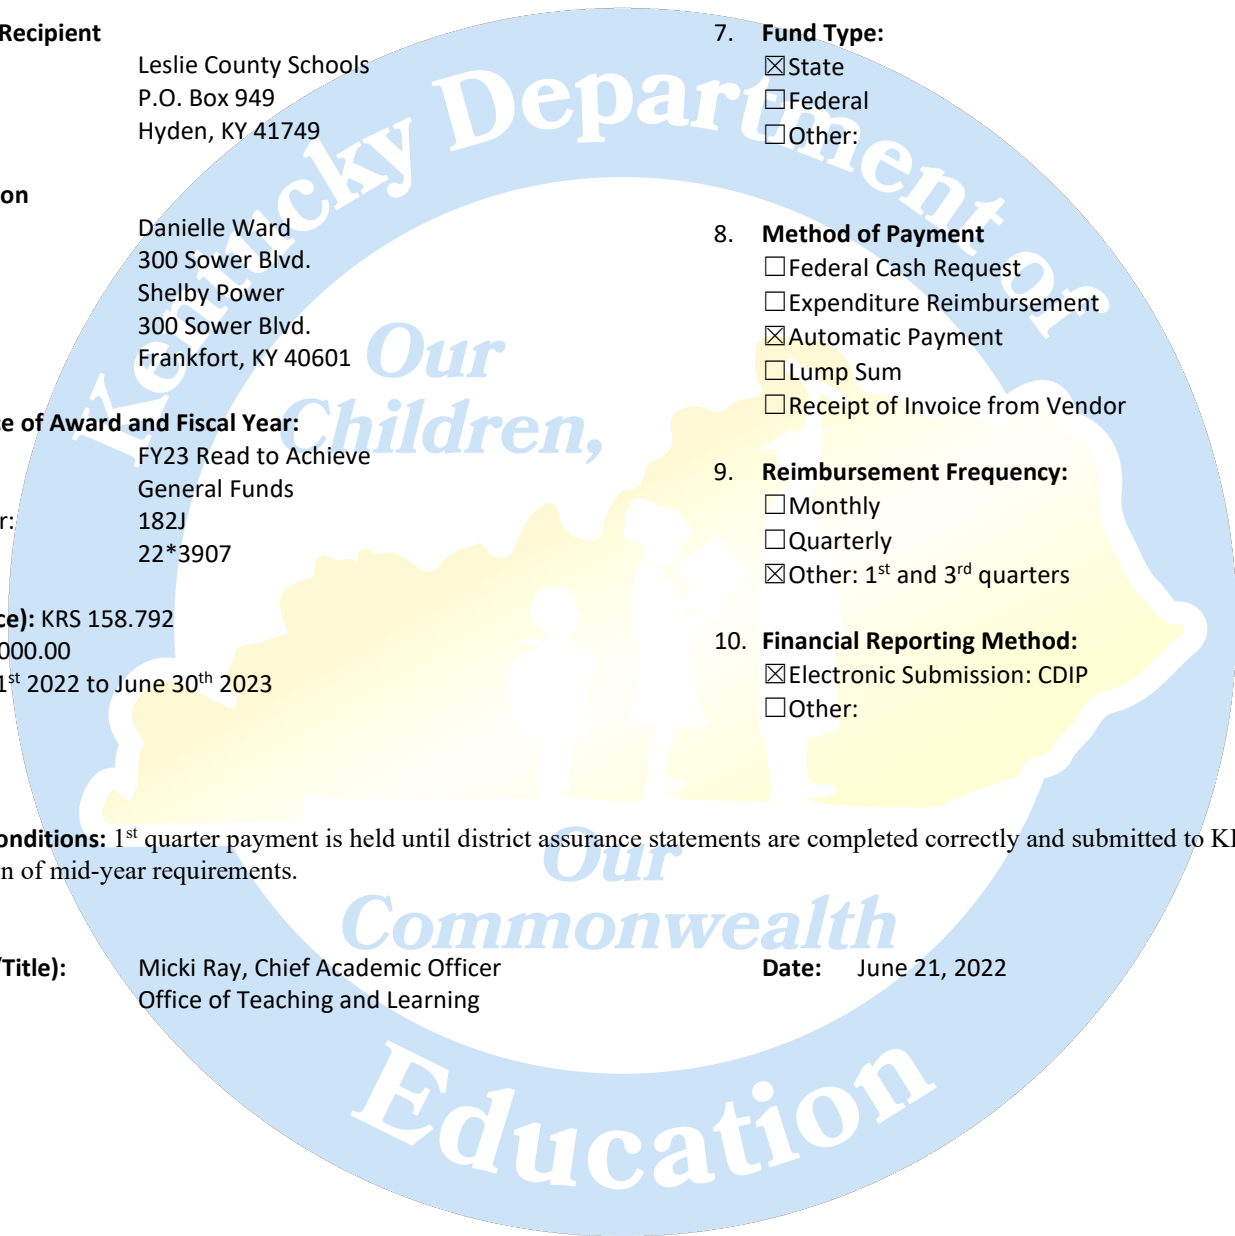 Recipient
Leslie County Schools
P.O. Box 949
Hyden, KY 41749
on
Danielle Ward
300 Sower Blvd.
Shelby Power
300 Sower Blvd.
Frankfort, KY 40601
ce of Award and Fiscal Year:
FY23 Read to Achieve
General Funds
r: 182J
22*3907
ce): KRS 158.792
000.00
1st 2022 to June 30th 2023
7. Fund Type:
☒State
☐Federal
☐Other:
8. Method of Payment
☐Federal Cash Request
☐Expenditure Reimbursement
☒Automatic Payment
☐Lump Sum
☐Receipt of Invoice from Vendor
9. Reimbursement Frequency:
☐Monthly
☐Quarterly
☒Other: 1st and 3rd quarters
10. Financial Reporting Method:
☒Electronic Submission: CDIP
☐Other:
onditions: 1st quarter payment is held until district assurance statements are completed correctly and submitted to KI
n of mid-year requirements.
/Title): Micki Ray, Chief Academic Officer Date: June 21, 2022
Office of Teaching and Learning
Kentucky Department of
Education
Our
Children,
Our
Commonwealth